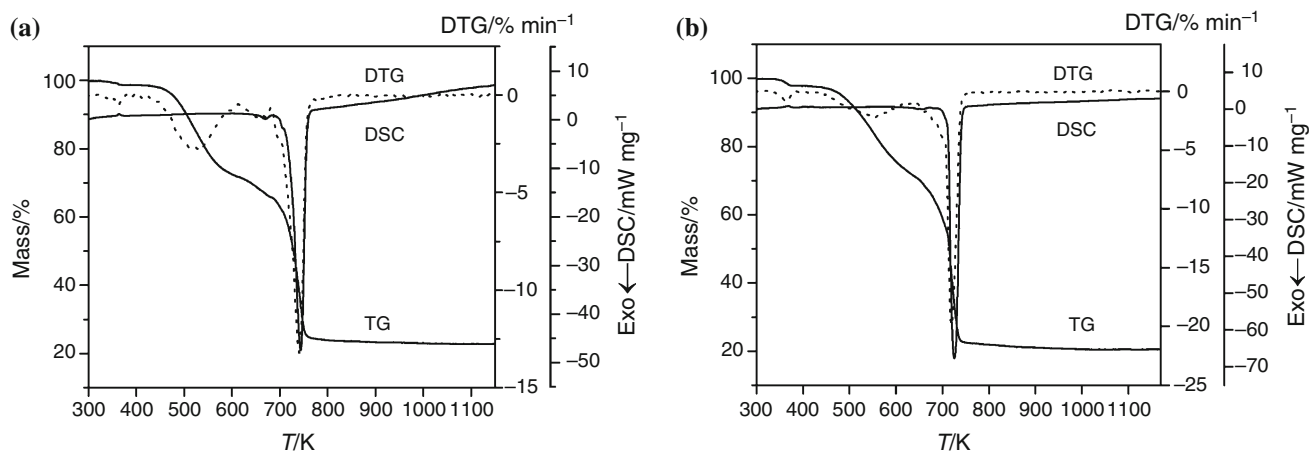 (a)
DTG/% min⁻¹
100
80
60
40
20
Mass/%
300 400 500 600 700 800 900 1000 1100
T/K
DTG
DSC
TG
0
−5
−10
−15
10
0
−10
−20
−30
−40
−50
Exo←DSC/mW mg⁻¹
(b)
DTG/% min⁻¹
100
80
60
40
20
Mass/%
300 400 500 600 700 800 900 1000 1100
T/K
DTG
DSC
TG
0
−5
−10
−15
−20
−25
10
0
−10
−20
−30
−40
−50
−60
−70
Exo←DSC/mW mg⁻¹